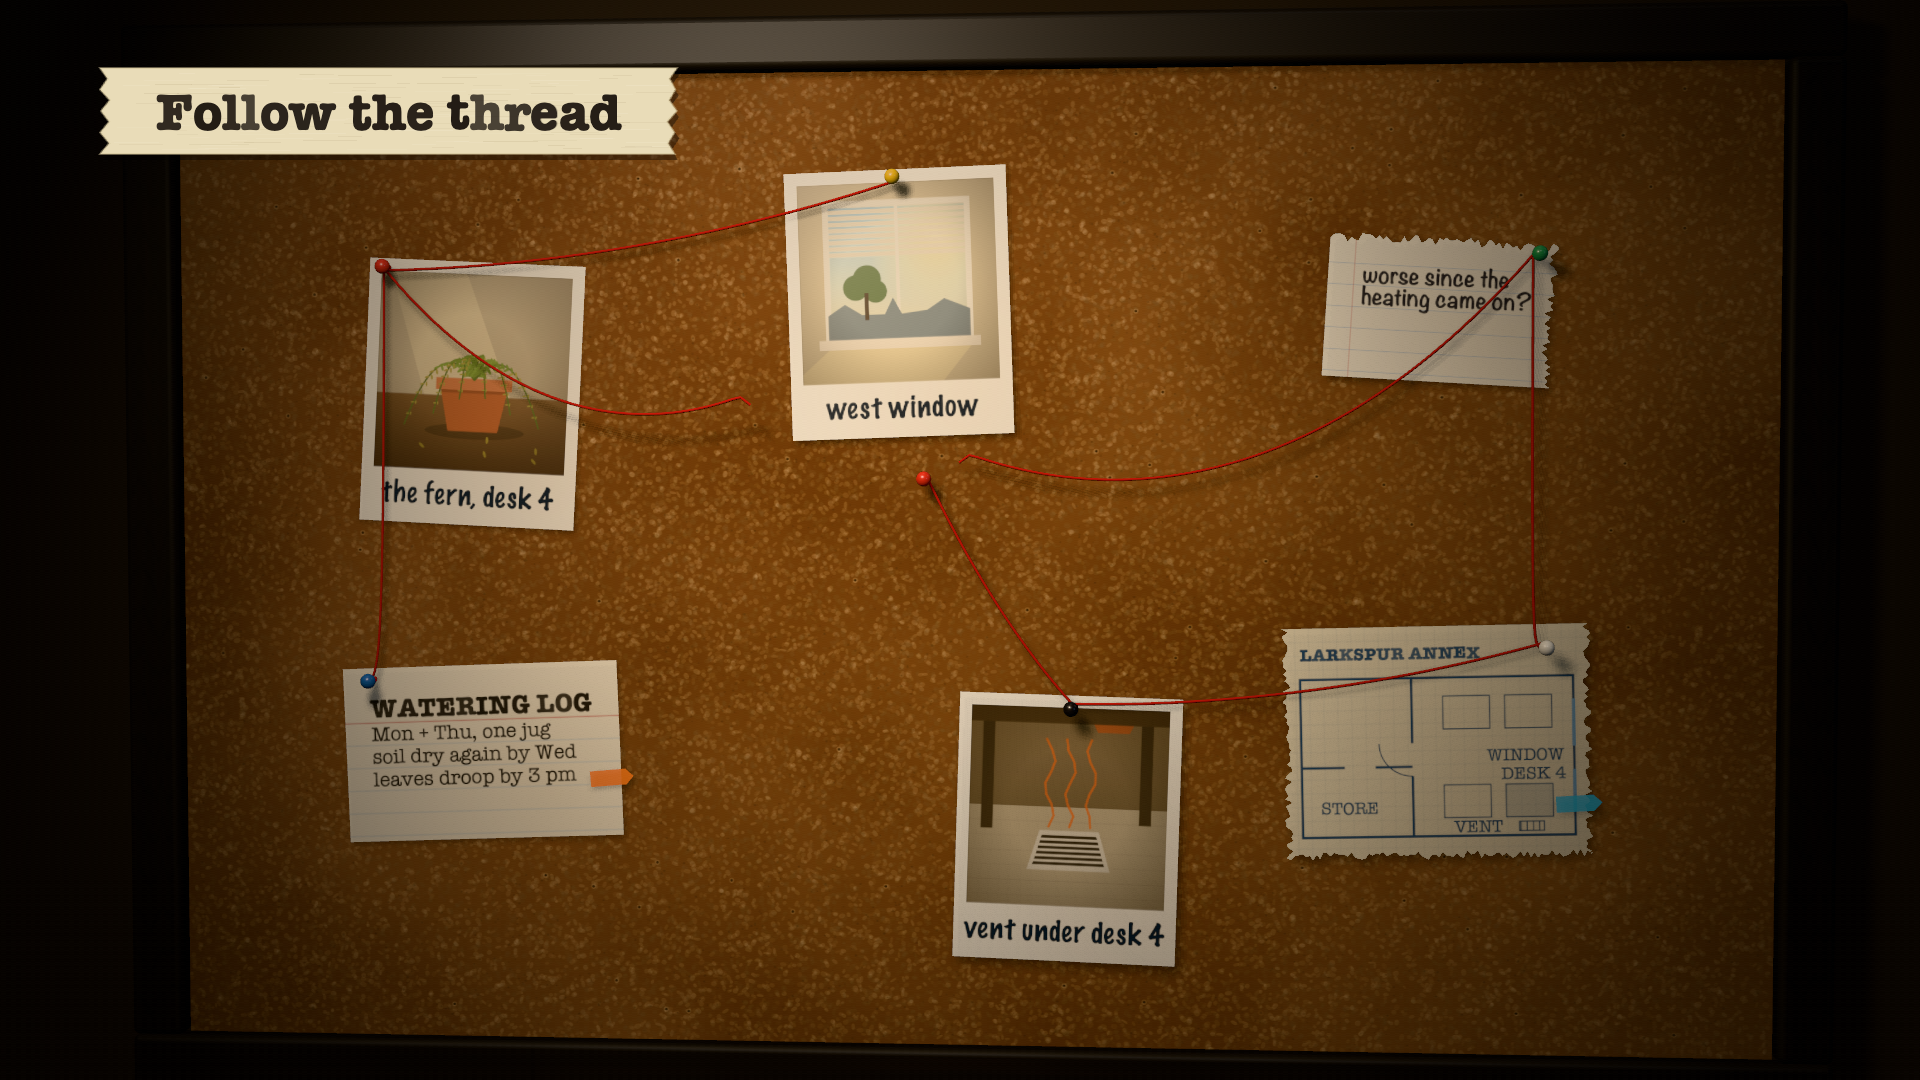 Follow the thread
west window
worse since the
heating came on?
the fern, desk 4
WATERING LOG
Mon + Thu, one jug
soil dry again by Wed
leaves droop by 3 pm
LARKSPUR ANNEX
WINDOW
DESK 4
STORE
VENT
vent under desk 4